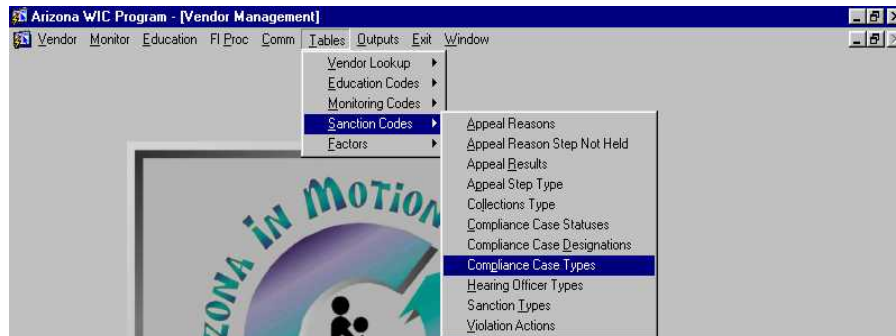 Arizona WIC Program - [Vendor Management]
Vendor Monitor Education FI Proc Comm Tables Outputs Exit Window
Vendor Lookup
Education Codes
Monitoring Codes
Sanction Codes
Factors
Appeal Reasons
Appeal Reason Step Not Held
Appeal Results
Appeal Step Type
Collections Type
Compliance Case Statuses
Compliance Case Designations
Compliance Case Types
Hearing Officer Types
Sanction Types
Violation Actions
ZONA IN MOTION